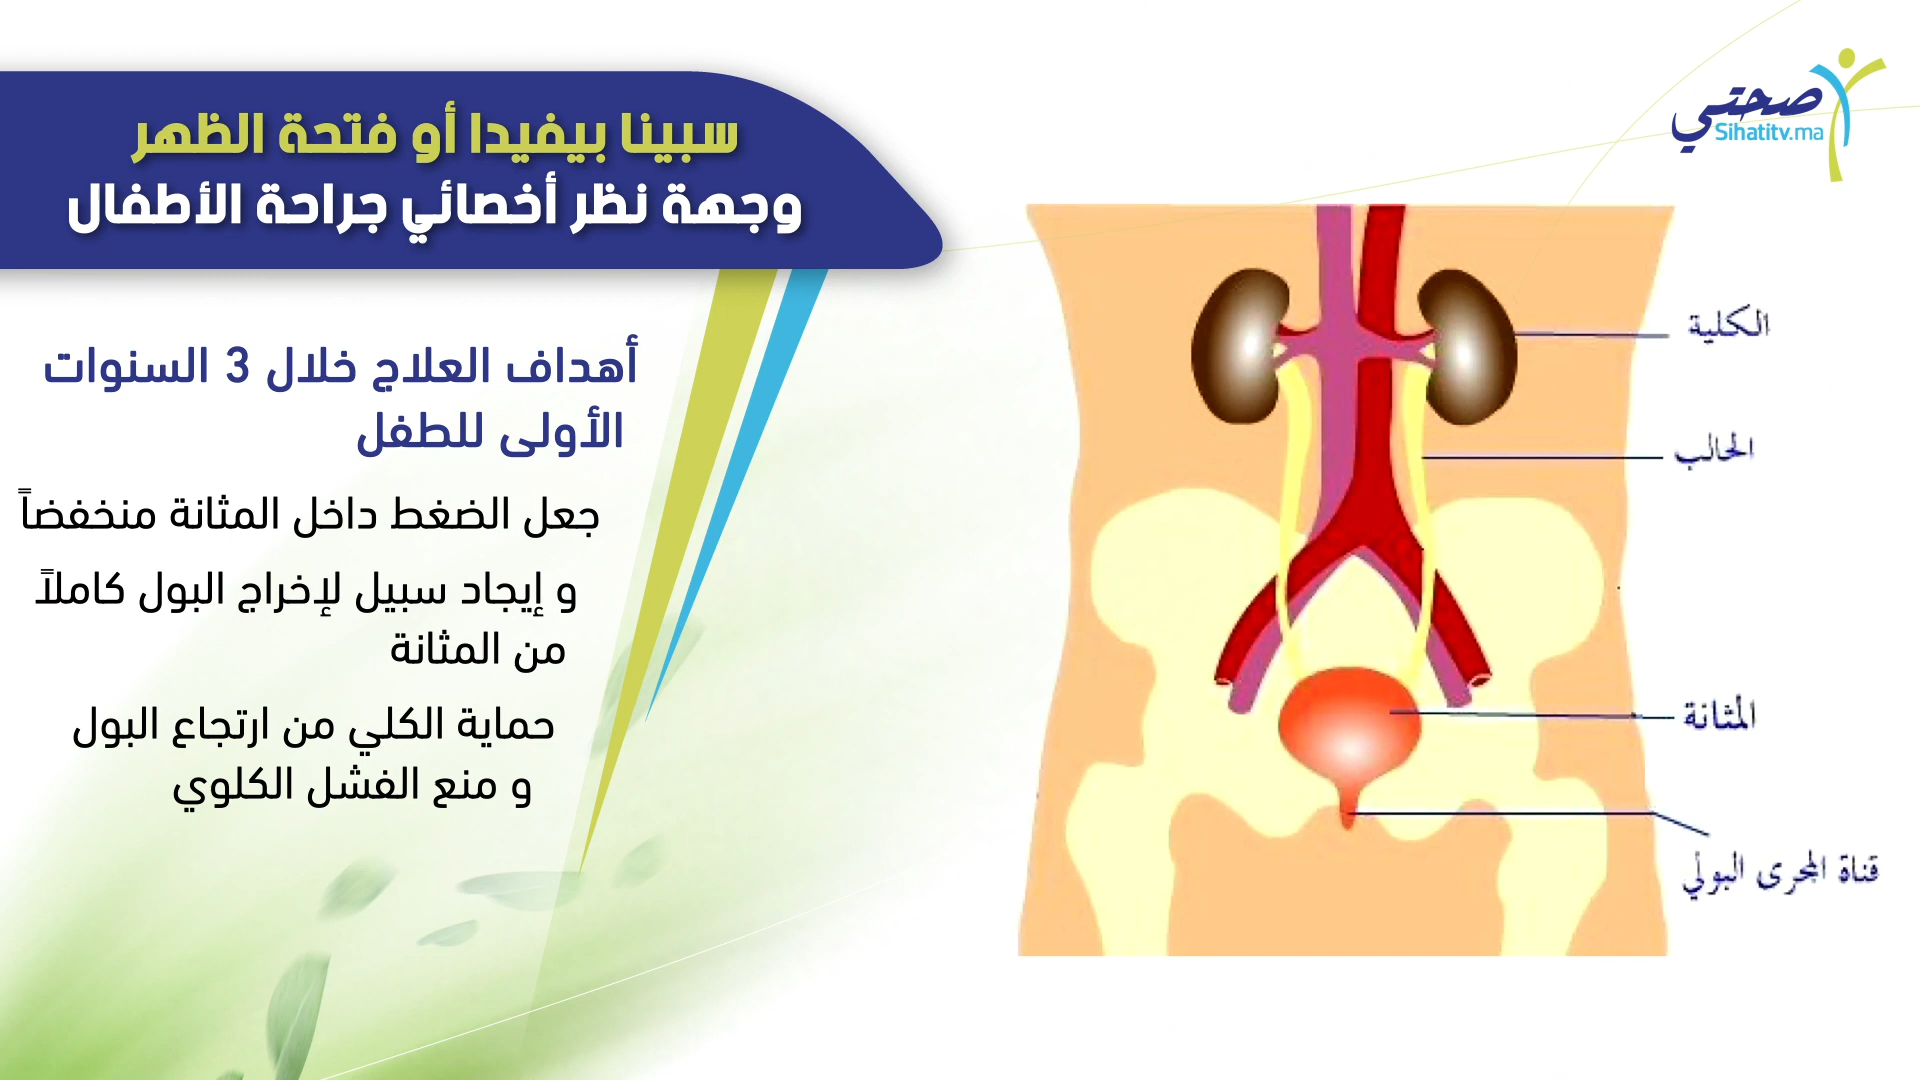 سبينا بيفيدا أو فتحة الظهر
وجهة نظر أخصائي جراحة الأطفال
صحتي
Sihatitv.ma
أهداف العلاج خلال 3 السنوات
الأولى للطفل
جعل الضغط داخل المثانة منخفضاً
و إيجاد سبيل لإخراج البول كاملاً
من المثانة
حماية الكلي من ارتجاع البول
و منع الفشل الكلوي
الكلية
الحالب
المثانة
قناة المجرى البولي